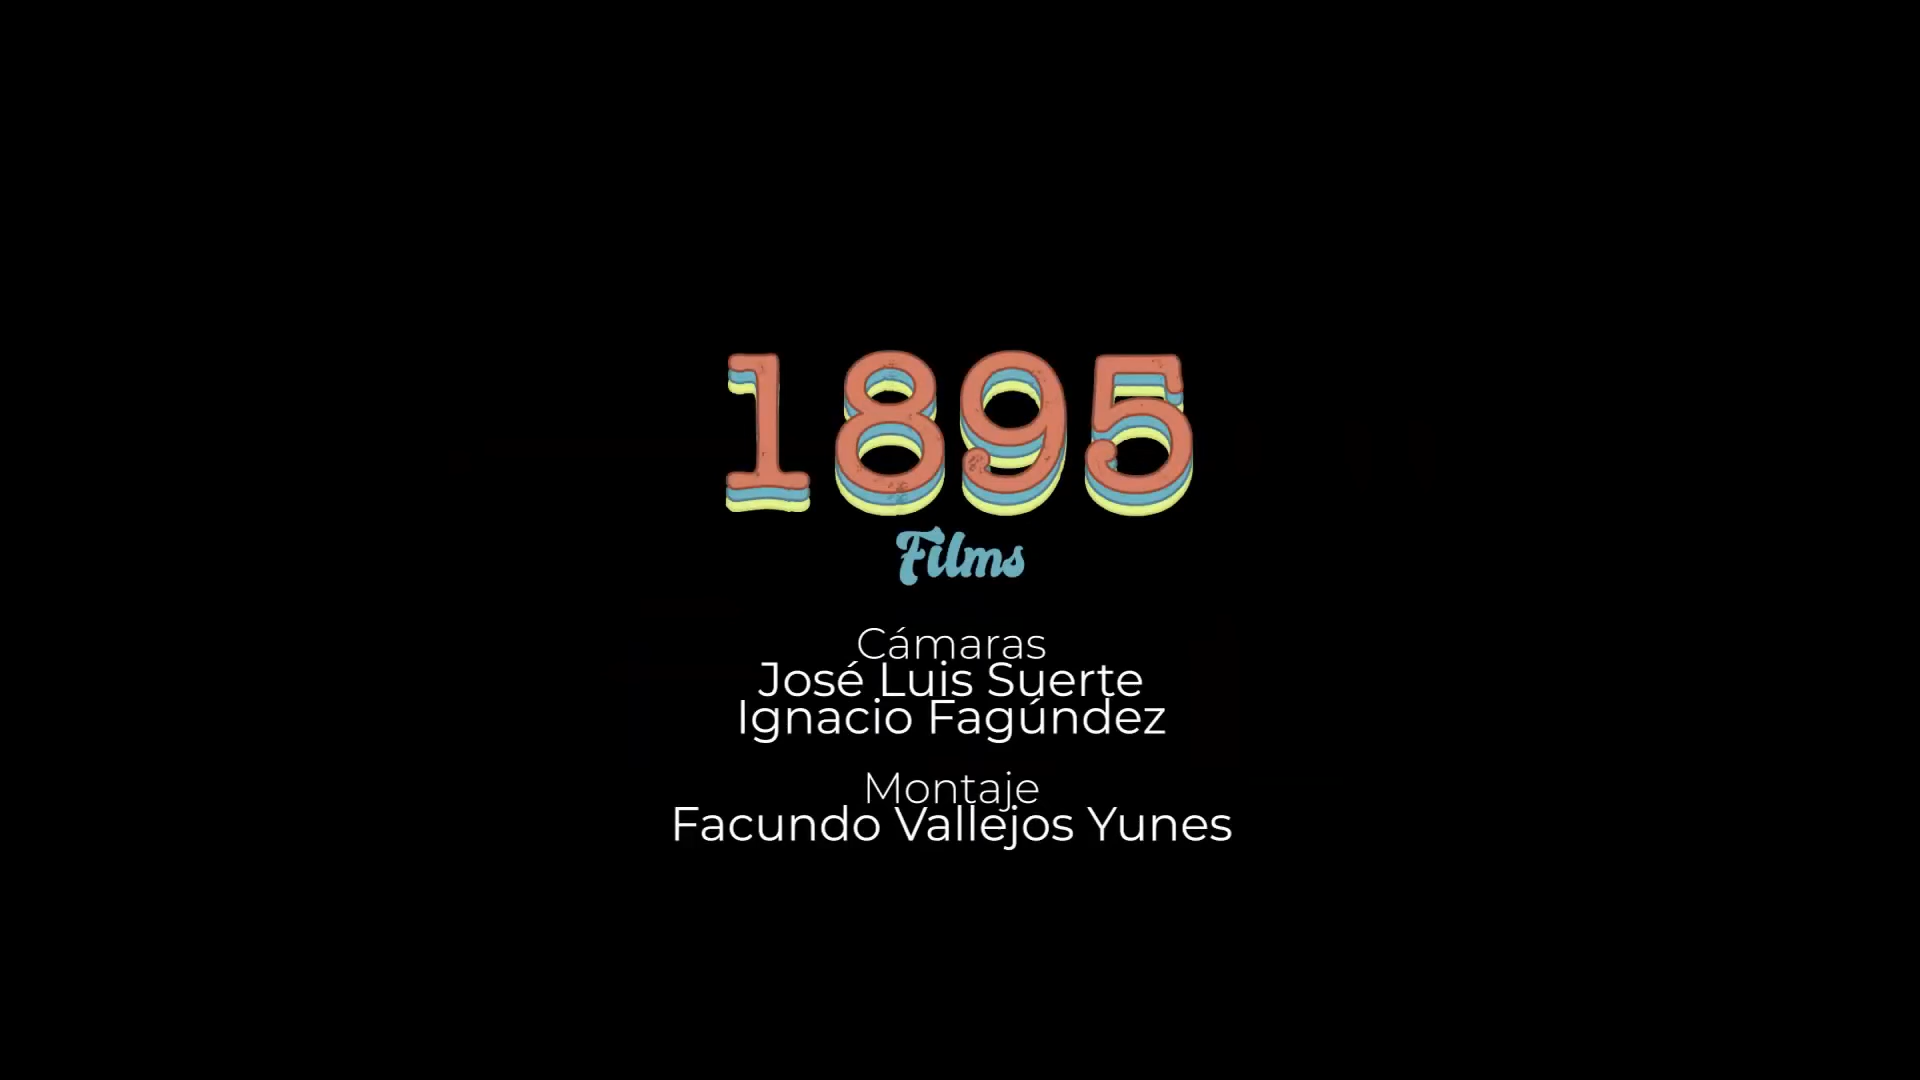 1895
Films
Cámaras
José Luis Suerte
Ignacio Fagúndez
Montaje
Facundo Vallejos Yunes